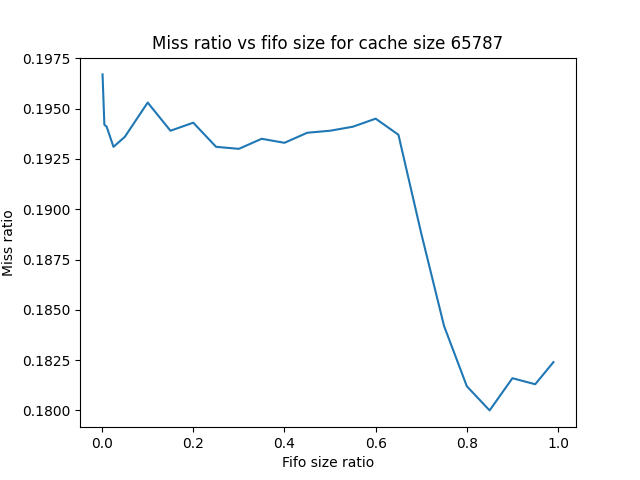 Miss ratio vs fifo size for cache size 65787
0.1975
0.1950
0.1925
0.1900
0.1875
0.1850
0.1825
0.1800
Miss ratio
0.0 0.2 0.4 0.6 0.8 1.0
Fifo size ratio